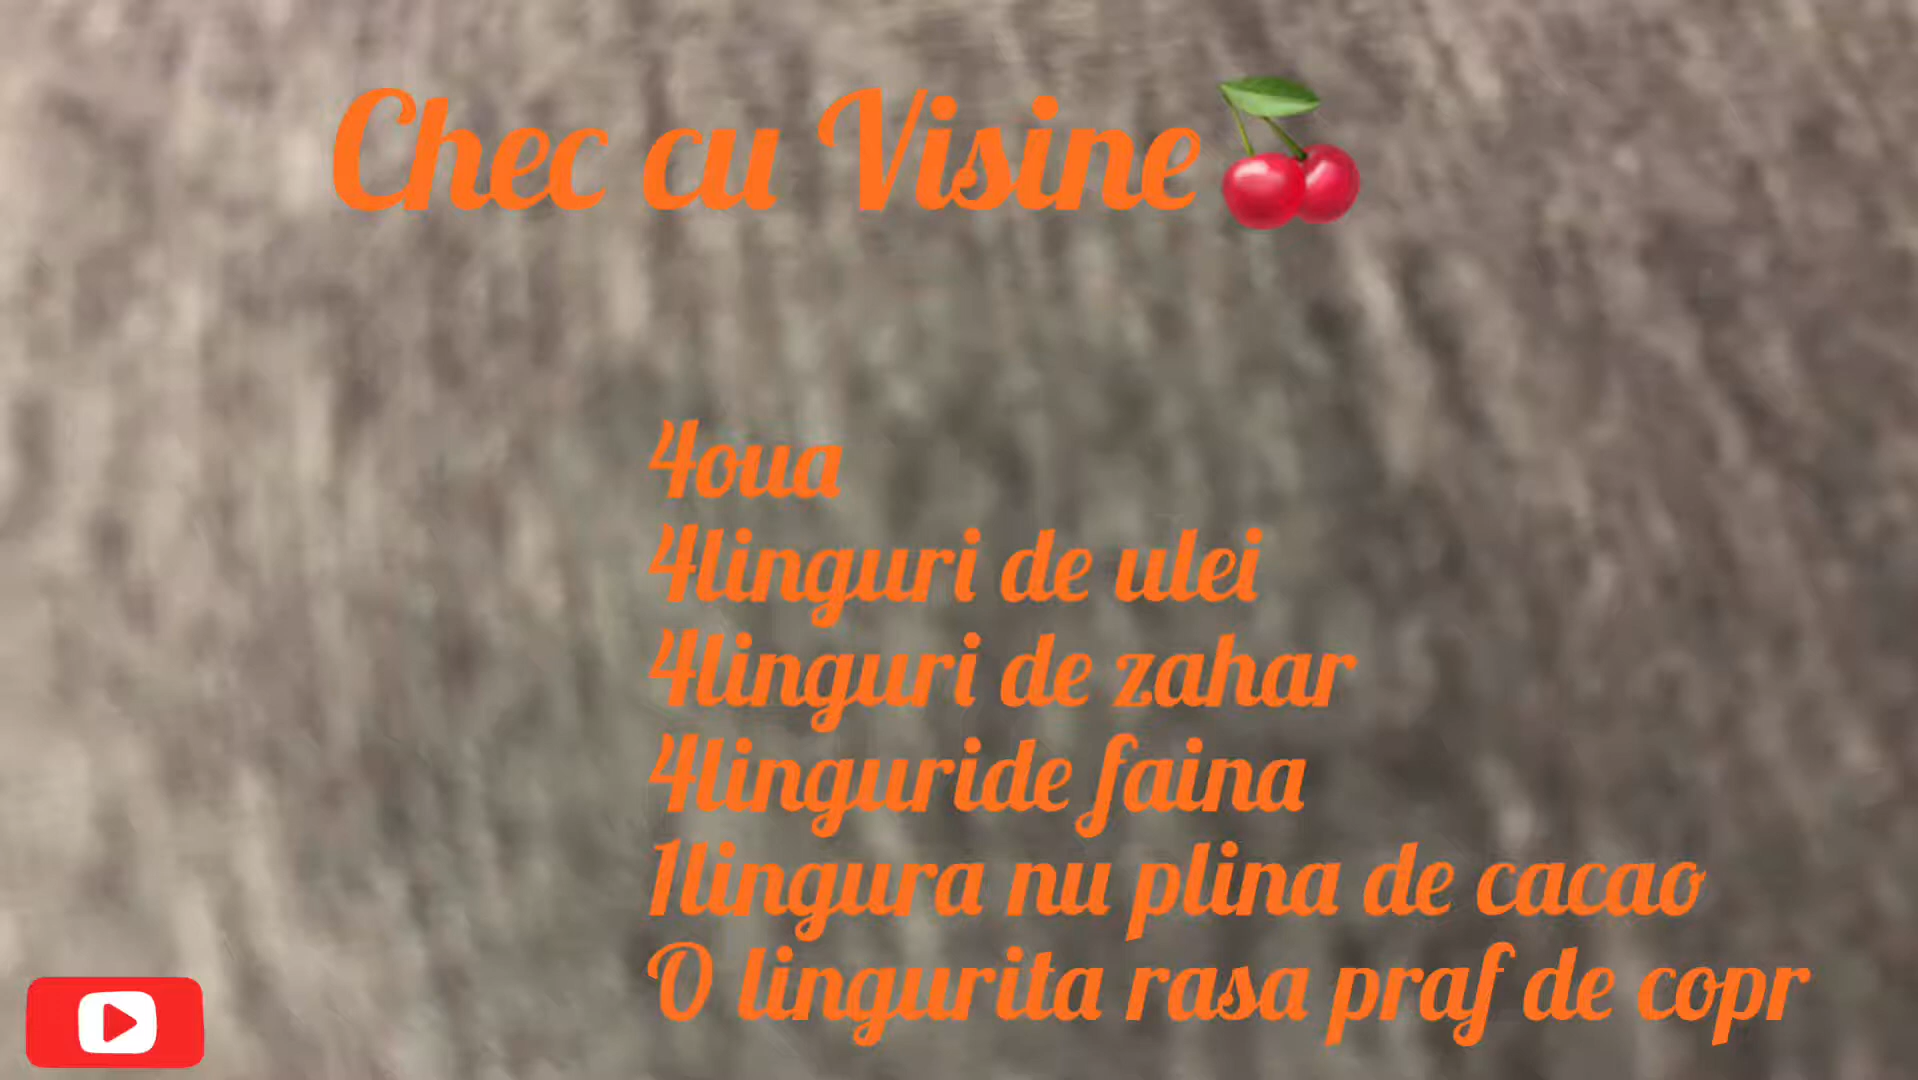 Chec cu Visine🍒
4oua
4linguri de ulei
4linguri de zahar
4linguride faina
1lingura nu plina de cacao
O lingurita rasa praf de copr